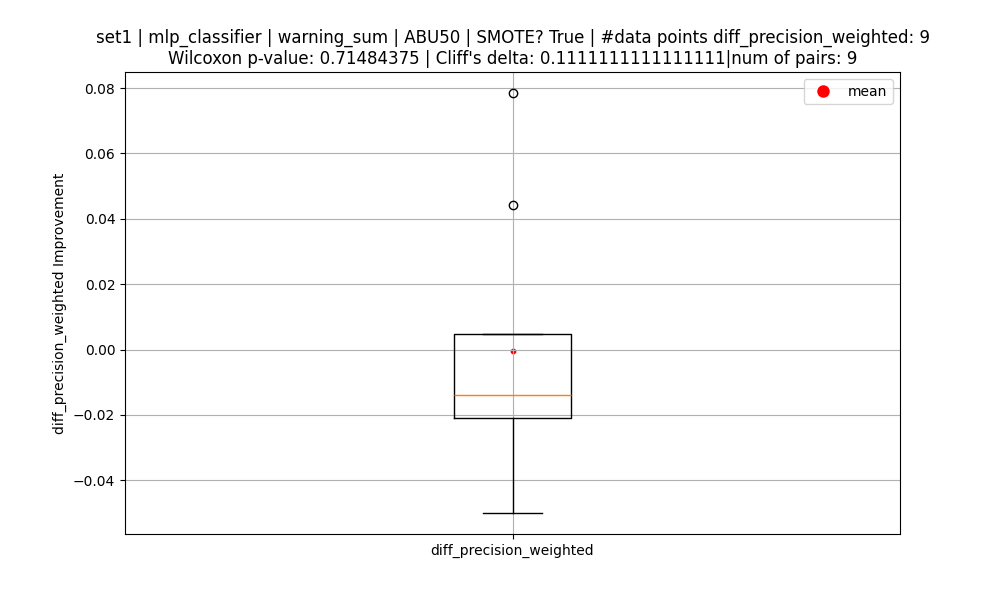 set1 | mlp_classifier | warning_sum | ABU50 | SMOTE? True | #data points diff_precision_weighted: 9
Wilcoxon p-value: 0.71484375 | Cliff's delta: 0.1111111111111111|num of pairs: 9
mean
0.08
0.06
0.04
0.02
0.00
−0.02
−0.04
diff_precision_weighted Improvement
diff_precision_weighted